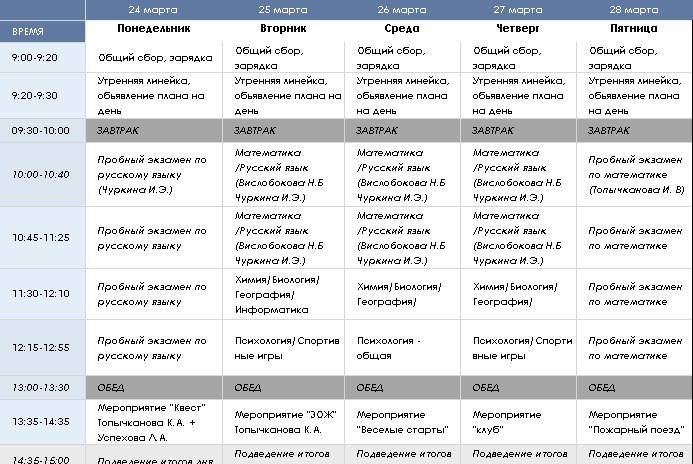 24 марта 25 марта 26 марта 27 марта 28 марта
ВРЕМЯ Понедельник Вторник Среда Четверг Пятница
9:00-9:20 Общий сбор, зарядка Общий сбор, зарядка Общий сбор, зарядка Общий сбор, зарядка Общий сбор, зарядка
9:20-9:30 Утренняя линейка, объявление плана на день Утренняя линейка, объявление плана на день Утренняя линейка, объявление плана на день Утренняя линейка, объявление плана на день Утренняя линейка, объявление плана на день
09:30-10:00 ЗАВТРАК ЗАВТРАК ЗАВТРАК ЗАВТРАК ЗАВТРАК
10:00-10:40 Пробный экзамен по русскому языку (Чуркина И.Э.) Математика /Русский язык (Вислобокова Н.Б Чуркина И.Э.) Математика /Русский язык (Вислобокова Н.Б Чуркина И.Э.) Математика /Русский язык (Вислобокова Н.Б Чуркина И.Э.) Пробный экзамен по математике (Топычканова И. В)
10:45-11:25 Пробный экзамен по русскому языку Математика /Русский язык (Вислобокова Н.Б Чуркина И.Э.) Математика /Русский язык (Вислобокова Н.Б Чуркина И.Э.) Математика /Русский язык (Вислобокова Н.Б Чуркина И.Э.) Пробный экзамен по математике
11:30-12:10 Пробный экзамен по русскому языку Химия/Биология/ География/ Информатика Химия/Биология/ География/ Химия/Биология/ География/ Пробный экзамен по математике
12:15-12:55 Пробный экзамен по русскому языку Психология/Спортив ные игры Психология - общая Психология/Спорти вные игры Пробный экзамен по математике
13:00-13:30 ОБЕД ОБЕД ОБЕД ОБЕД ОБЕД
13:35-14:35 Мероприятие "Квест" Топычканова К.А. + Успехова Л.А. Мероприятие "ЗОЖ" Топычканова К.А. Мероприятие "Веселые старты" Мероприятие "клуб" Мероприятие "Пожарный поезд"
14:35-15:00 Подведение итогов дня Подведение итогов Подведение итогов Подведение итогов Подведение итогов